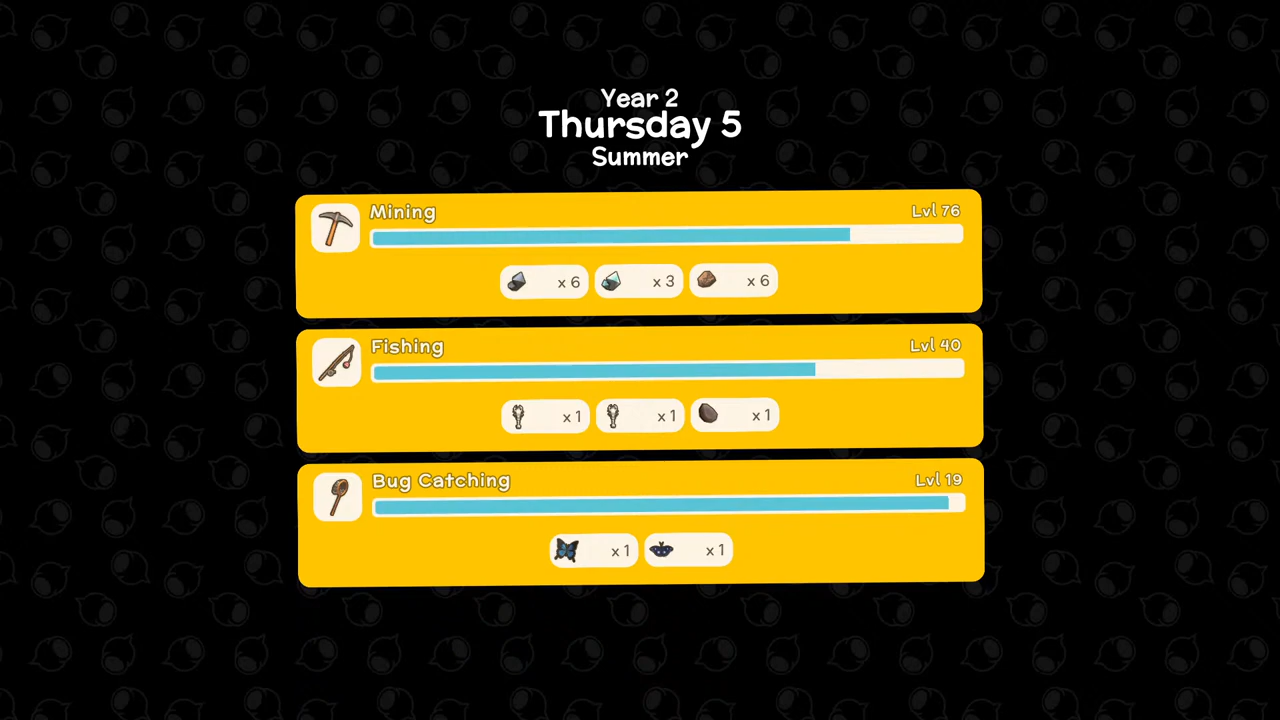 Year 2
Thursday 5
Summer
Mining Lvl 76
x 6 x 3 x 6
Fishing Lvl 40
x 1 x 1 x 1
Bug Catching Lvl 19
x 1 x 1